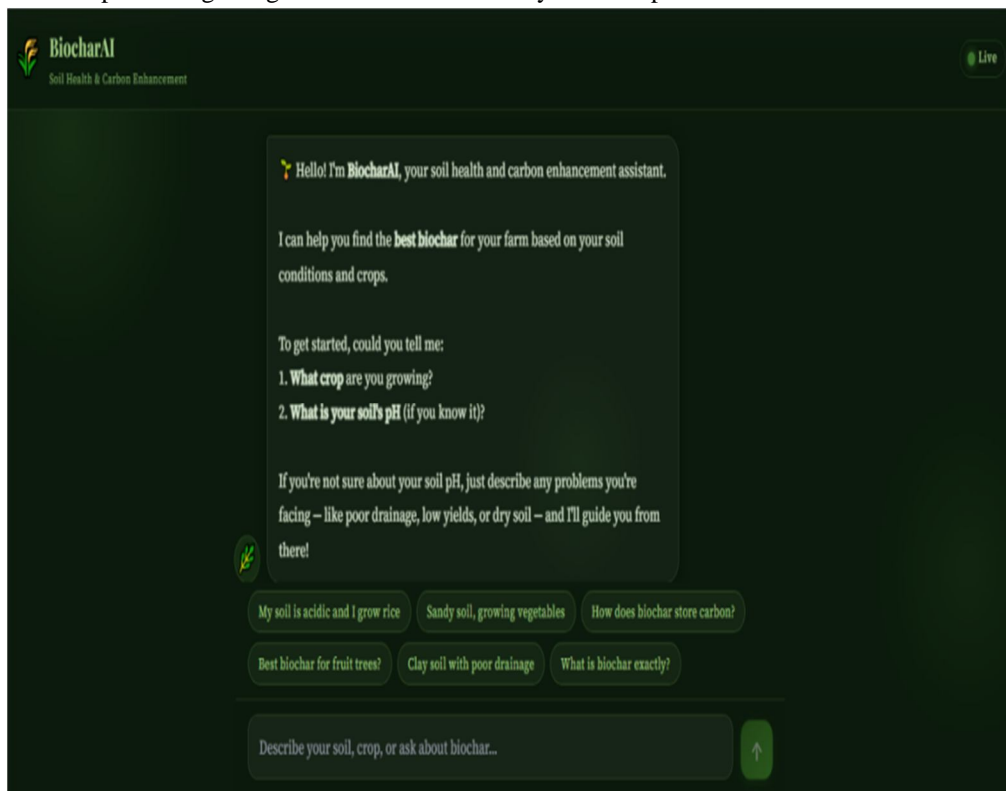 BiocharAI
Soil Health & Carbon Enhancement
Live
Hello! I'm BiocharAI, your soil health and carbon enhancement assistant.
I can help you find the best biochar for your farm based on your soil
conditions and crops.
To get started, could you tell me:
1. What crop are you growing?
2. What is your soil's pH (if you know it)?
If you're not sure about your soil pH, just describe any problems you're
facing – like poor drainage, low yields, or dry soil – and I'll guide you from
there!
My soil is acidic and I grow rice
Sandy soil, growing vegetables
How does biochar store carbon?
Best biochar for fruit trees?
Clay soil with poor drainage
What is biochar exactly?
Describe your soil, crop, or ask about biochar...